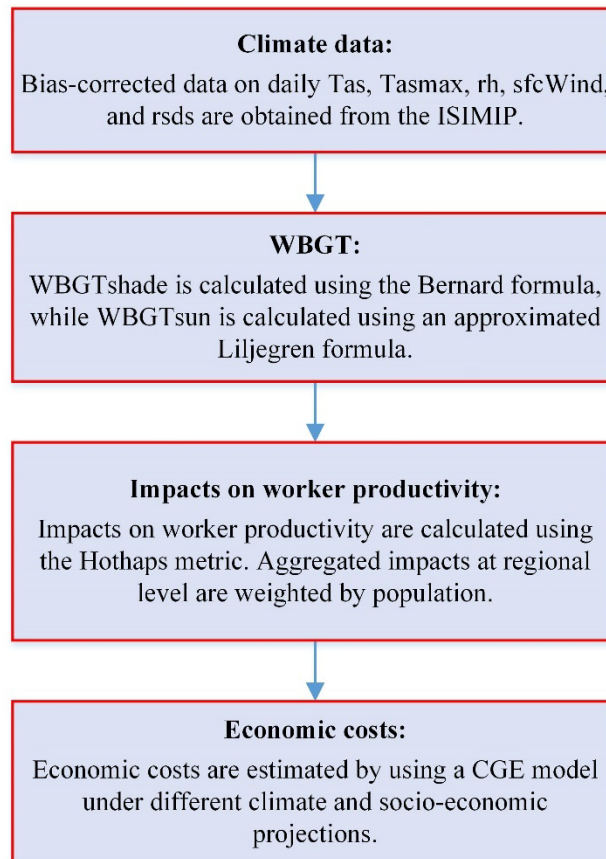 Climate data:
Bias-corrected data on daily Tas, Tasmax, rh, sfcWind,
and rsds are obtained from the ISIMIP.
WBGT:
WBGTshade is calculated using the Bernard formula,
while WBGTsun is calculated using an approximated
Liljegren formula.
Impacts on worker productivity:
Impacts on worker productivity are calculated using
the Hothaps metric. Aggregated impacts at regional
level are weighted by population.
Economic costs:
Economic costs are estimated by using a CGE model
under different climate and socio-economic
projections.